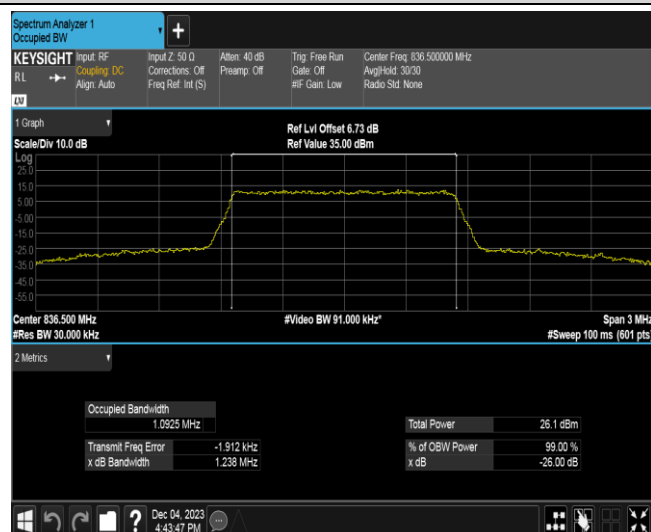 Spectrum Analyzer 1
Occupied BW
KEYSIGHT
RL
LXI
Input: RF
Coupling: DC
Align: Auto
Input Z: 50 Ω
Corrections: Off
Freq Ref: Int (S)
Atten: 40 dB
Preamp: Off
Trig: Free Run
Gate: Off
#IF Gain: Low
Center Freq: 836.500000 MHz
Avg|Hold: 30/30
Radio Std: None
1 Graph
Scale/Div 10.0 dB
Ref Lvl Offset 6.73 dB
Ref Value 35.00 dBm
Log
25.0
15.0
5.00
-5.00
-15.0
-25.0
-35.0
-45.0
-55.0
Center 836.500 MHz
#Video BW 91.000 kHz*
Span 3 MHz
#Res BW 30.000 kHz
#Sweep 100 ms (601 pts)
2 Metrics
Occupied Bandwidth
1.0925 MHz
Total Power 26.1 dBm
Transmit Freq Error -1.912 kHz
% of OBW Power 99.00 %
x dB Bandwidth 1.238 MHz
x dB -26.00 dB
?
Dec 04, 2023
4:43:47 PM